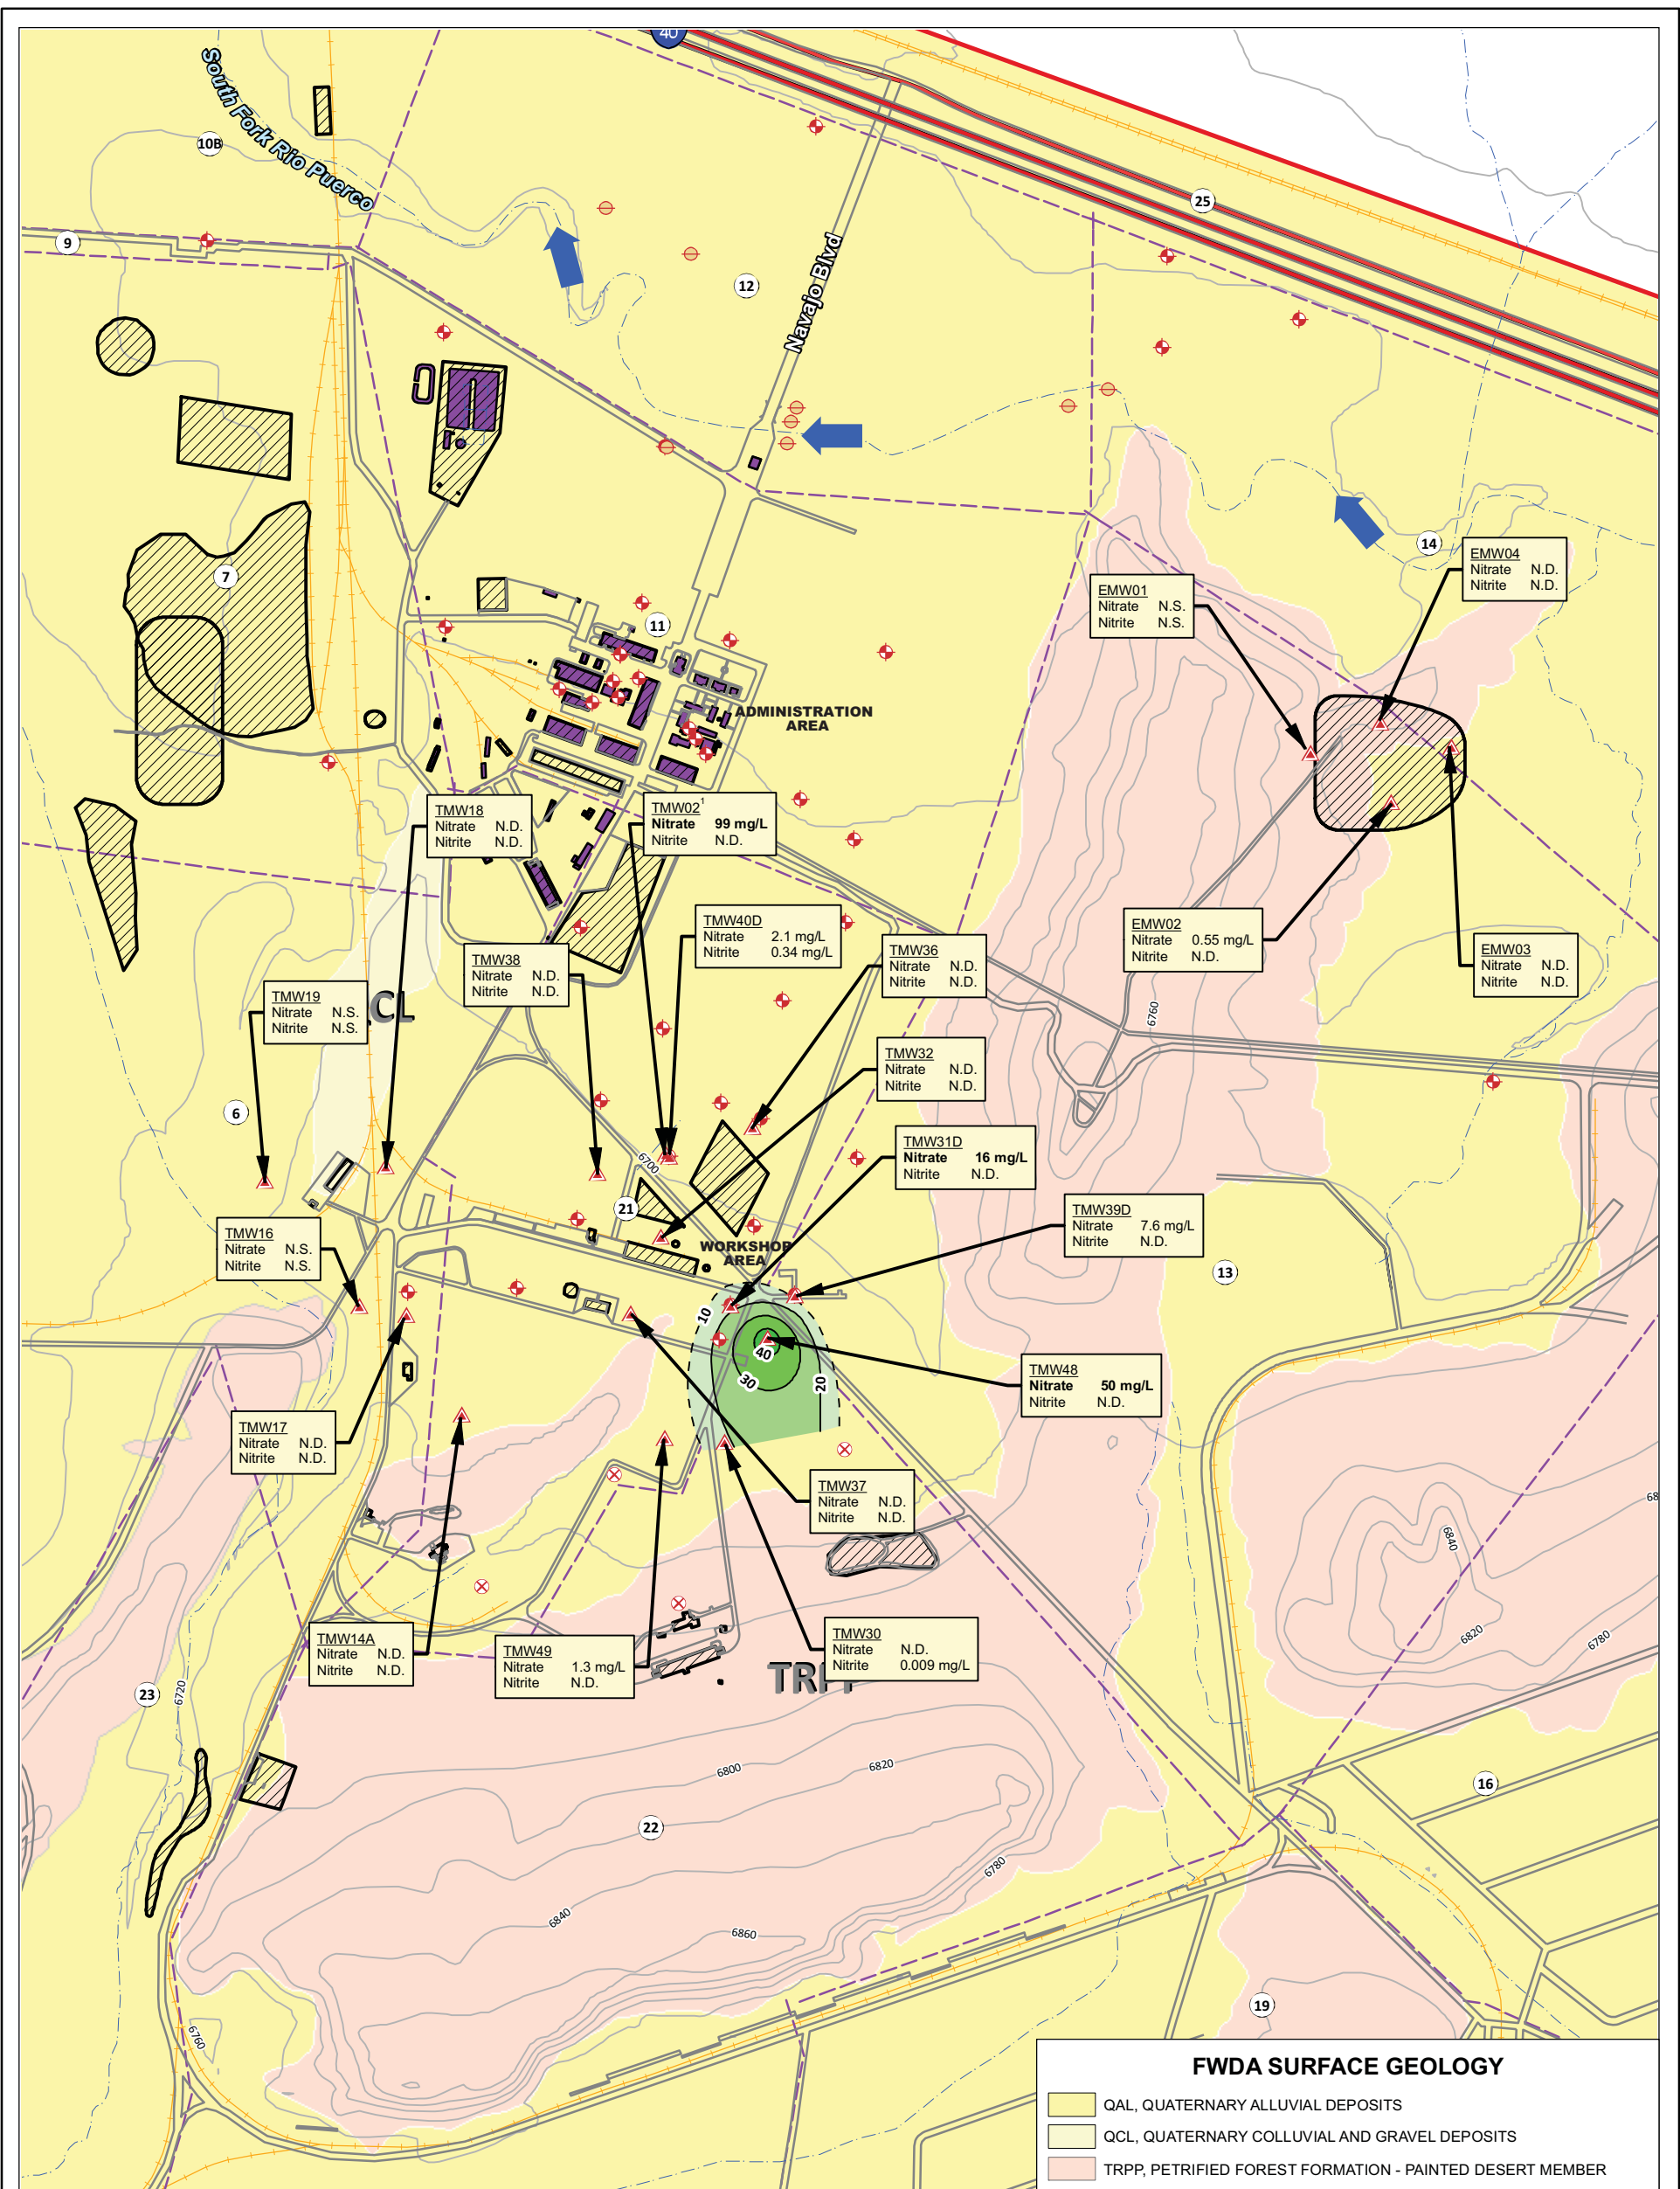 40
South Fork Rio Puerco
10B
25
9
12
Navajo Blvd
14
EMW04
Nitrate N.D.
Nitrite N.D.
EMW01
Nitrate N.S.
Nitrite N.S.
7
11
ADMINISTRATION
AREA
TMW18
Nitrate N.D.
Nitrite N.D.
TMW02¹
Nitrate 99 mg/L
Nitrite N.D.
TMW40D
Nitrate 2.1 mg/L
Nitrite 0.34 mg/L
EMW02
Nitrate 0.55 mg/L
Nitrite N.D.
EMW03
Nitrate N.D.
Nitrite N.D.
TMW38
Nitrate N.D.
Nitrite N.D.
TMW36
Nitrate N.D.
Nitrite N.D.
TMW19
Nitrate N.S.
Nitrite N.S.
CL
6760
TMW32
Nitrate N.D.
Nitrite N.D.
6
TMW31D
Nitrate 16 mg/L
Nitrite N.D.
6700
21
TMW39D
Nitrate 7.6 mg/L
Nitrite N.D.
TMW16
Nitrate N.S.
Nitrite N.S.
WORKSHOP
AREA
13
10
40
30
20
TMW48
Nitrate 50 mg/L
Nitrite N.D.
TMW17
Nitrate N.D.
Nitrite N.D.
TMW37
Nitrate N.D.
Nitrite N.D.
68
6840
TMW14A
Nitrate N.D.
Nitrite N.D.
TMW49
Nitrate 1.3 mg/L
Nitrite N.D.
TMW30
Nitrate N.D.
Nitrite 0.009 mg/L
6820
6780
TRPP
23
6720
6800
6820
16
22
6780
6840
6860
19
6760
FWDA SURFACE GEOLOGY
QAL, QUATERNARY ALLUVIAL DEPOSITS
QCL, QUATERNARY COLLUVIAL AND GRAVEL DEPOSITS
TRPP, PETRIFIED FOREST FORMATION - PAINTED DESERT MEMBER